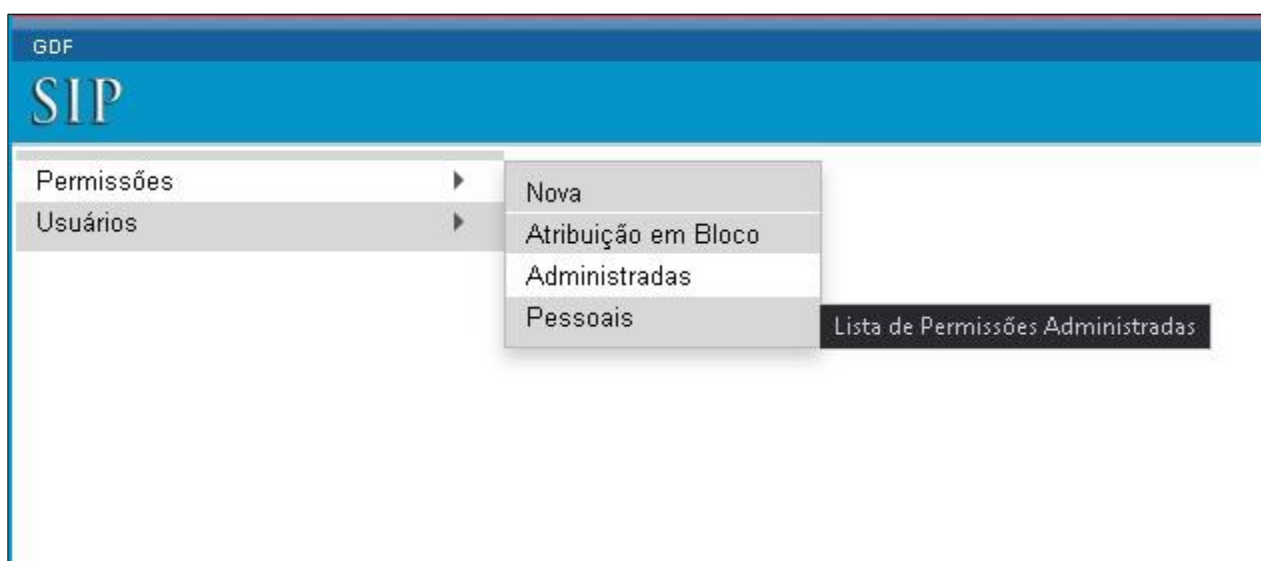 GDF
SIP
Permissões
Usuários
Nova
Atribuição em Bloco
Administradas
Pessoais
Lista de Permissões Administradas